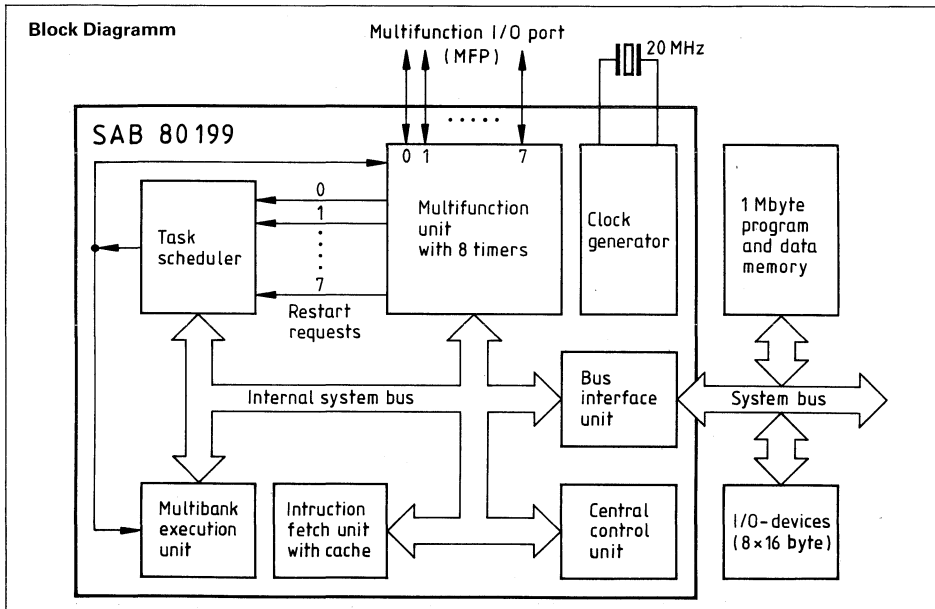 Block Diagramm
Multifunction I/O port
(MFP)
20 MHz
SAB 80199
0 1 7
Task
scheduler
0
1
7
Restart
requests
Multifunction
unit
with 8 timers
Clock
generator
1 Mbyte
program
and data
memory
Internal system bus
Bus
interface
unit
System bus
Multibank
execution
unit
Intruction
fetch unit
with cache
Central
control
unit
I/O-devices
(8×16 byte)